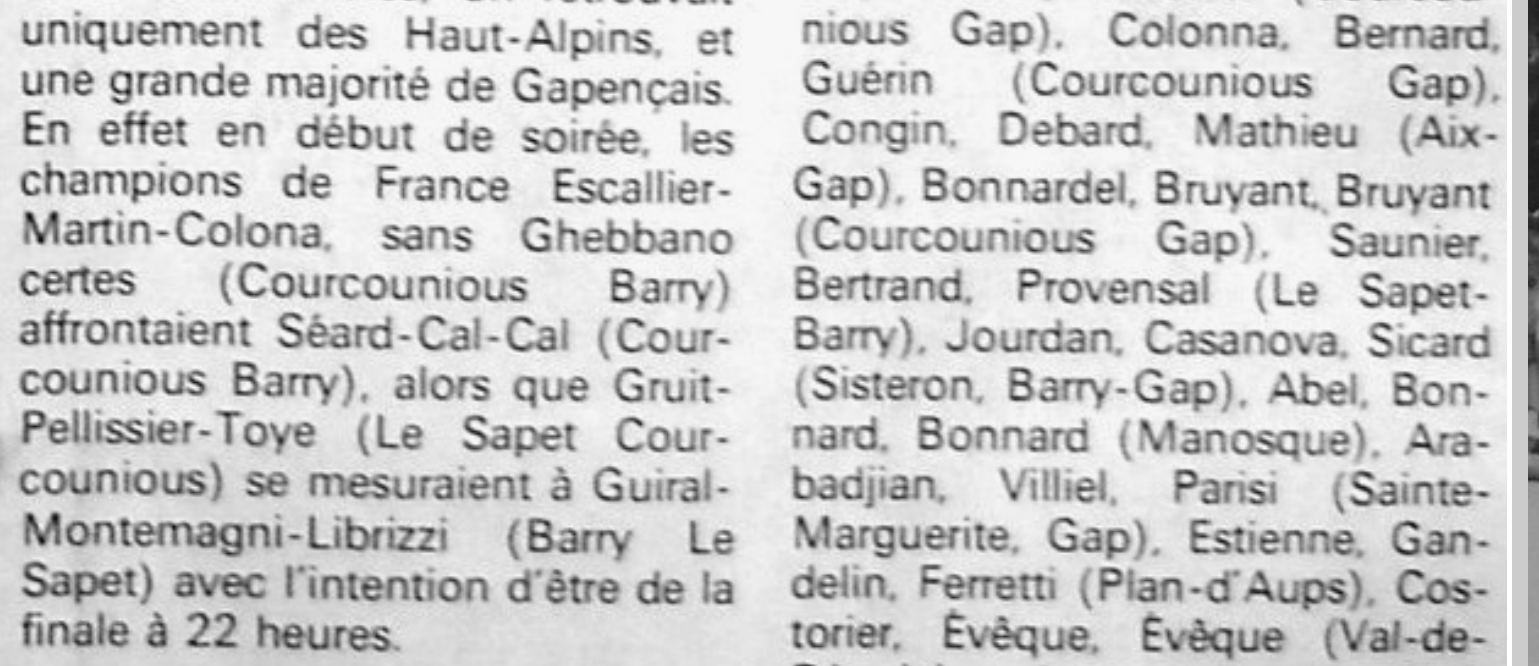 uniquement des Haut-Alpins, et
une grande majorité de Gapençais.
En effet en début de soirée, les
champions de France Escallier-
Martin-Colona, sans Ghebbano
certes (Courcounious Barry)
affrontaient Séard-Cal-Cal (Cour-
counious Barry), alors que Gruit-
Pellissier-Toye (Le Sapet Cour-
counious) se mesuraient à Guiral-
Montemagni-Librizzi (Barry Le
Sapet) avec l'intention d'être de la
finale à 22 heures.
nious Gap), Colonna, Bernard,
Guérin (Courcounious Gap),
Congin, Debard, Mathieu (Aix-
Gap), Bonnardel, Bruyant, Bruyant
(Courcounious Gap), Saunier,
Bertrand, Provensal (Le Sapet-
Barry), Jourdan, Casanova, Sicard
(Sisteron, Barry-Gap), Abel, Bon-
nard, Bonnard (Manosque), Ara-
badjian, Villiel, Parisi (Sainte-
Marguerite, Gap), Estienne, Gan-
delin, Ferretti (Plan-d'Aups), Cos-
torier, Évêque, Évêque (Val-de-